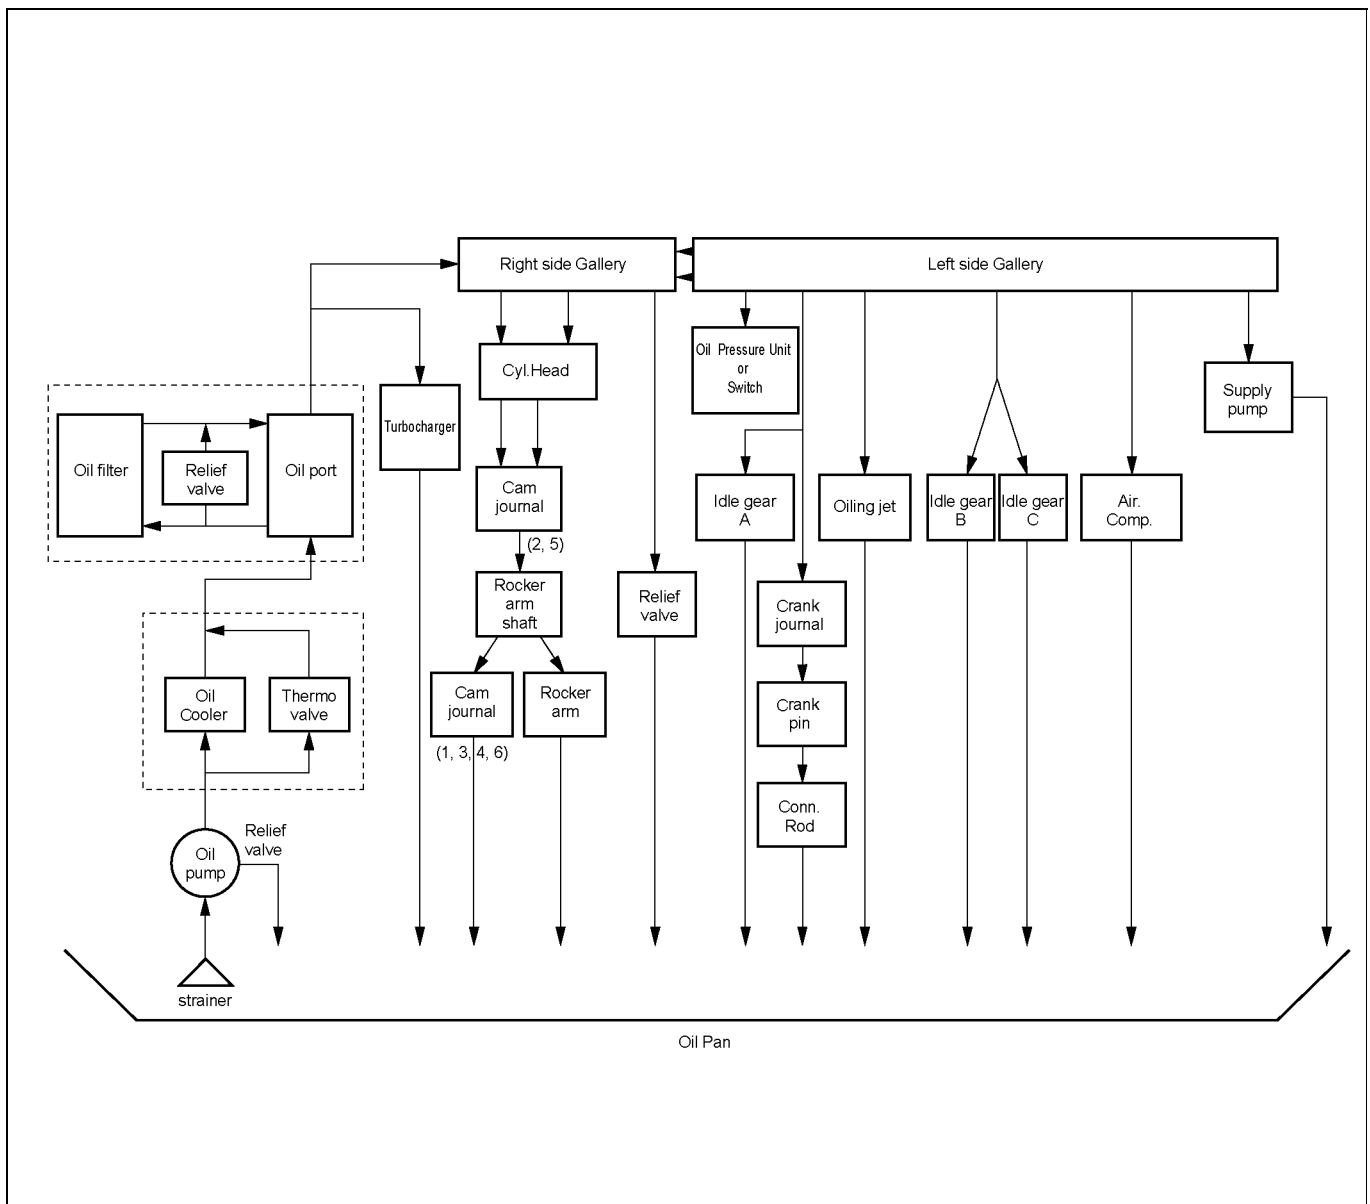 Right side Gallery
Left side Gallery
Oil Pressure Unit
or
Switch
Cyl.Head
Supply
pump
Turbocharger
Oil filter
Relief
valve
Oil port
Cam
journal
(2, 5)
Idle gear
A
Oiling jet
Idle gear
B
Idle gear
C
Air.
Comp.
Rocker
arm
shaft
Relief
valve
Crank
journal
Oil
Cooler
Thermo
valve
Cam
journal
(1, 3, 4, 6)
Rocker
arm
Crank
pin
Conn.
Rod
Oil
pump
Relief
valve
strainer
Oil Pan